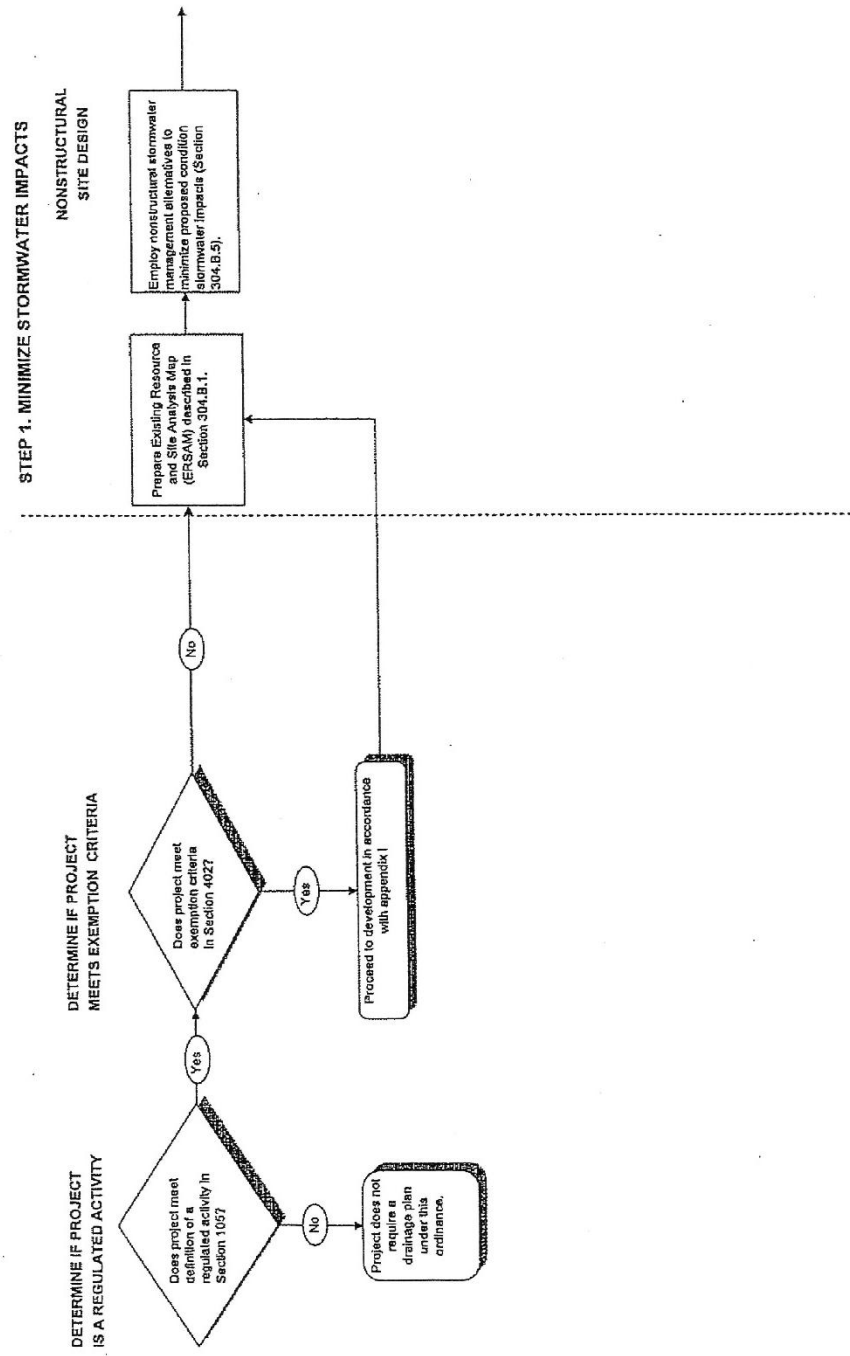 DETERMINE IF PROJECT
IS A REGULATED ACTIVITY
Does project meet
definition of a
regulated activity in
Section 105?
No
Project does not
require a
drainage plan
under this
ordinance.
Yes
DETERMINE IF PROJECT
MEETS EXEMPTION CRITERIA
Does project meet
exemption criteria
in Section 402?
Yes
Proceed to development in accordance
with appendix I
No
STEP 1. MINIMIZE STORMWATER IMPACTS
Prepare Existing Resource
and Site Analysis Map
(ERSAM) described in
Section 304.B.1.
NONSTRUCTURAL
SITE DESIGN
Employ nonstructural stormwater
management alternatives to
minimize proposed condition
stormwater impacts (Section
304.B.5).